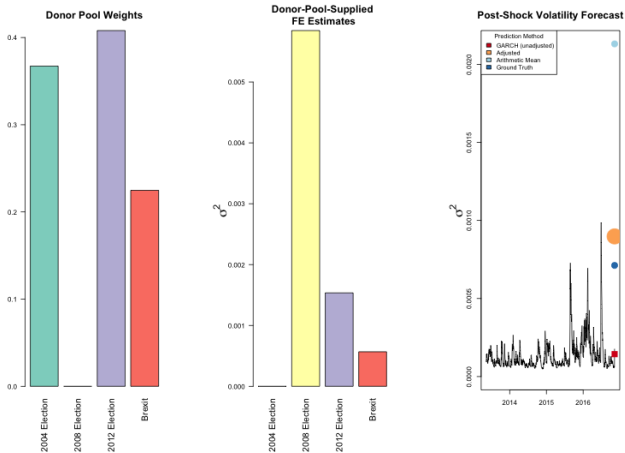 Donor Pool Weights
0.4
0.3
0.2
0.1
0.0
2004 Election
2008 Election
2012 Election
Brexit
Donor-Pool-Supplied
FE Estimates
σ²
0.005
0.004
0.003
0.002
0.001
0.000
2004 Election
2008 Election
2012 Election
Brexit
Post-Shock Volatility Forecast
σ²
0.0020
0.0015
0.0010
0.0005
0.0000
Prediction Method
GARCH (unadjusted)
Adjusted
Arithmetic Mean
Ground Truth
2014
2015
2016